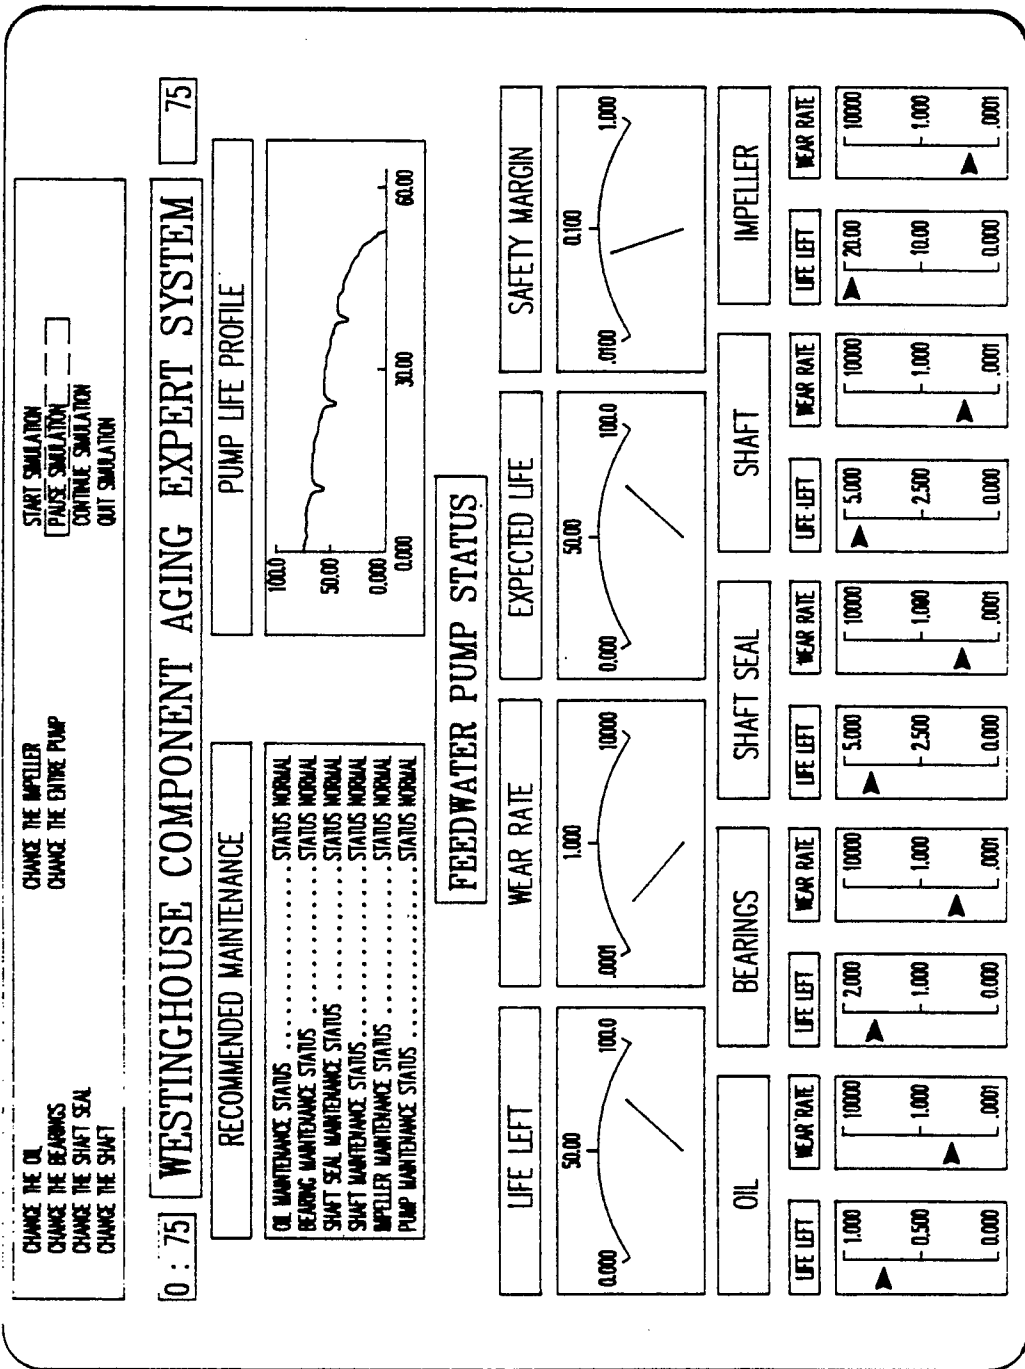 CHANGE THE OIL
CHANGE THE BEARINGS
CHANGE THE SHAFT SEAL
CHANGE THE SHAFT
CHANGE THE IMPELLER
CHANGE THE ENTIRE PUMP
START SIMULATION
PAUSE SIMULATION
CONTINUE SIMULATION
QUIT SIMULATION
0 : 75
WESTINGHOUSE COMPONENT AGING EXPERT SYSTEM
75
RECOMMENDED MAINTENANCE
OIL MAINTENANCE STATUS .................. STATUS NORMAL
BEARING MAINTENANCE STATUS .............. STATUS NORMAL
SHAFT SEAL MAINTENANCE STATUS ........... STATUS NORMAL
SHAFT MAINTENANCE STATUS................. STATUS NORMAL
IMPELLER MAINTENANCE STATUS ............. STATUS NORMAL
PUMP MAINTENANCE STATUS ................. STATUS NORMAL
PUMP LIFE PROFILE
100.0
50.00
0.000
0.000 30.00 60.00
FEEDWATER PUMP STATUS
LIFE LEFT
0.000 50.00 100.0
WEAR RATE
.0001 1.000 10000
EXPECTED LIFE
0.000 50.00 100.0
SAFETY MARGIN
.0100 0.100 1.000
OIL
LIFE LEFT
1.000
0.500
0.000
WEAR RATE
10000
1.000
.0001
BEARINGS
LIFE LEFT
2.000
1.000
0.000
WEAR RATE
10000
1.000
.0001
SHAFT SEAL
LIFE LEFT
5.000
2.500
0.000
WEAR RATE
10000
1.000
.0001
SHAFT
LIFE LEFT
5.000
2.500
0.000
WEAR RATE
10000
1.000
.0001
IMPELLER
LIFE LEFT
20.00
10.00
0.000
WEAR RATE
10000
1.000
.0001